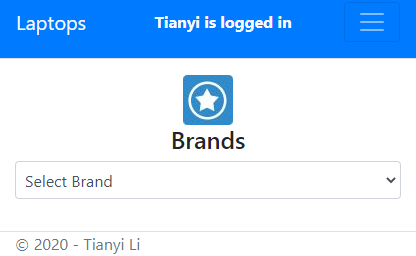 Laptops
Tianyi is logged in
Brands
Select Brand
© 2020 - Tianyi Li